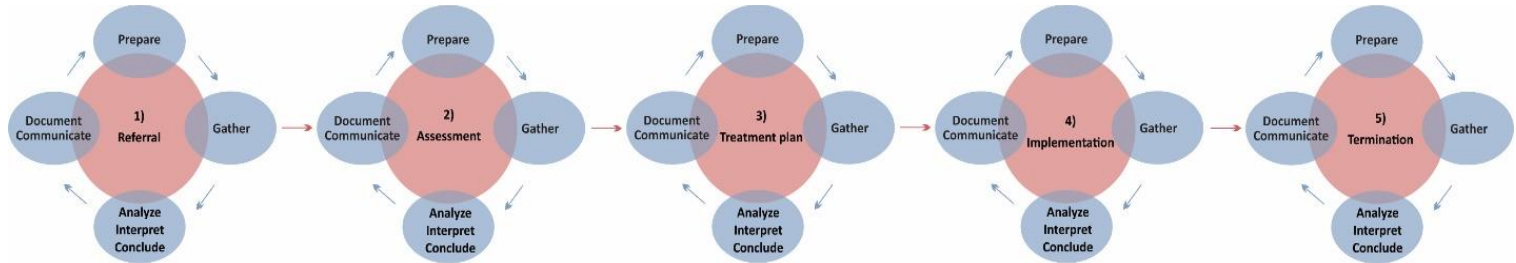 Prepare
Document
Communicate
1)
Referral
Gather
Analyze
Interpret
Conclude
Prepare
Document
Communicate
2)
Assessment
Gather
Analyze
Interpret
Conclude
Prepare
Document
Communicate
3)
Treatment plan
Gather
Analyze
Interpret
Conclude
Prepare
Document
Communicate
4)
Implementation
Gather
Analyze
Interpret
Conclude
Prepare
Document
Communicate
5)
Termination
Gather
Analyze
Interpret
Conclude